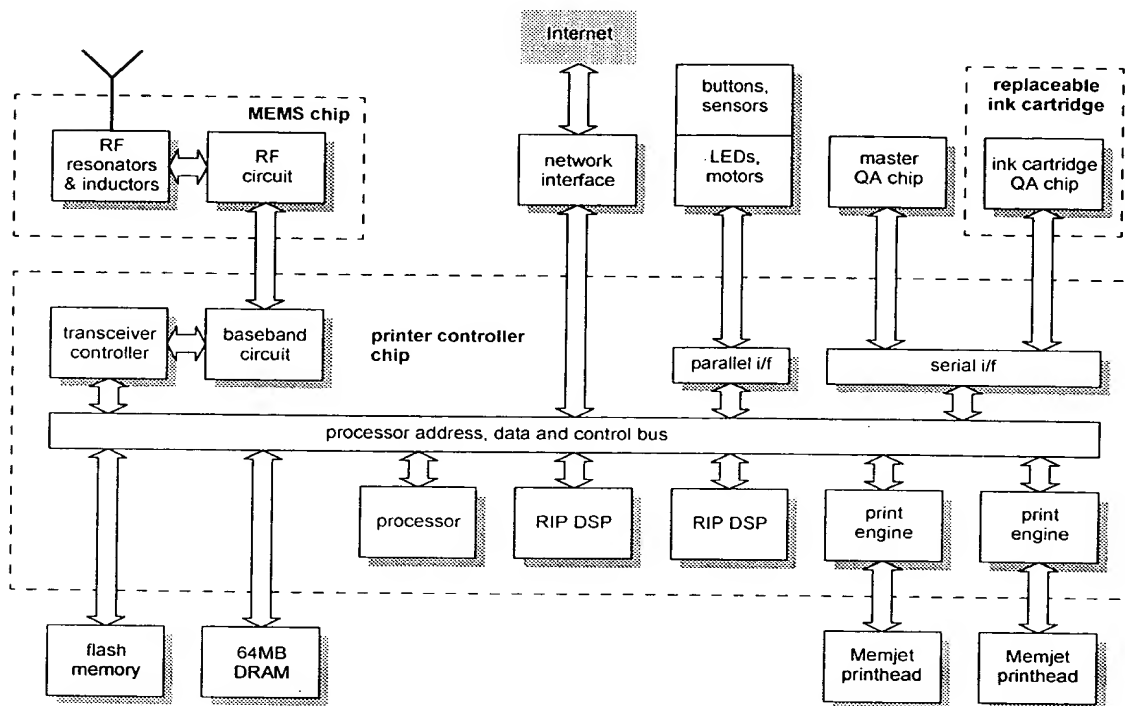 Internet
MEMS chip
RF
resonators
& inductors
RF
circuit
network
interface
buttons,
sensors
LEDs,
motors
master
QA chip
replaceable
ink cartridge
ink cartridge
QA chip
transceiver
controller
baseband
circuit
printer controller
chip
parallel i/f
serial i/f
processor address, data and control bus
processor
RIP DSP
RIP DSP
print
engine
print
engine
flash
memory
64MB
DRAM
Memjet
printhead
Memjet
printhead